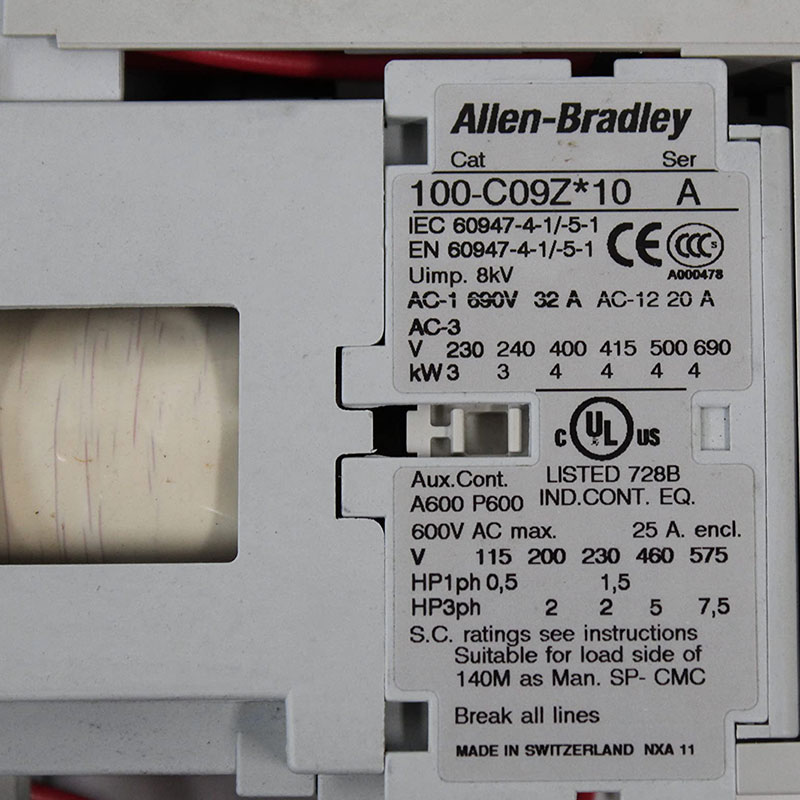 Allen-Bradley
Cat Ser
100-C09Z*10 A
IEC 60947-4-1/-5-1
EN 60947-4-1/-5-1
CE CCC S
A000478
Uimp. 8kV
AC-1 690V 32 A AC-12 20 A
AC-3
V 230 240 400 415 500 690
kW 3 3 4 4 4 4
c UL US
LISTED 728B
IND.CONT. EQ.
Aux.Cont.
A600 P600
600V AC max. 25 A. encl.
V 115 200 230 460 575
HP1ph 0,5 1,5
HP3ph 2 2 5 7,5
S.C. ratings see instructions
Suitable for load side of
140M as Man. SP- CMC
Break all lines
MADE IN SWITZERLAND NXA 11